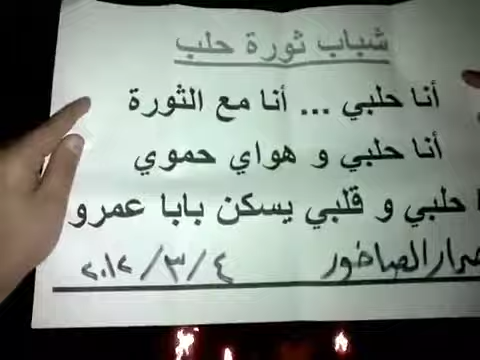 شباب ثورة حلب
أنا حلبي ... أنا مع الثورة
أنا حلبي و هواي حموي
حلبي و قلبي يسكن بابا عمرو
الصاخور ٢٠١٢/٣/٤